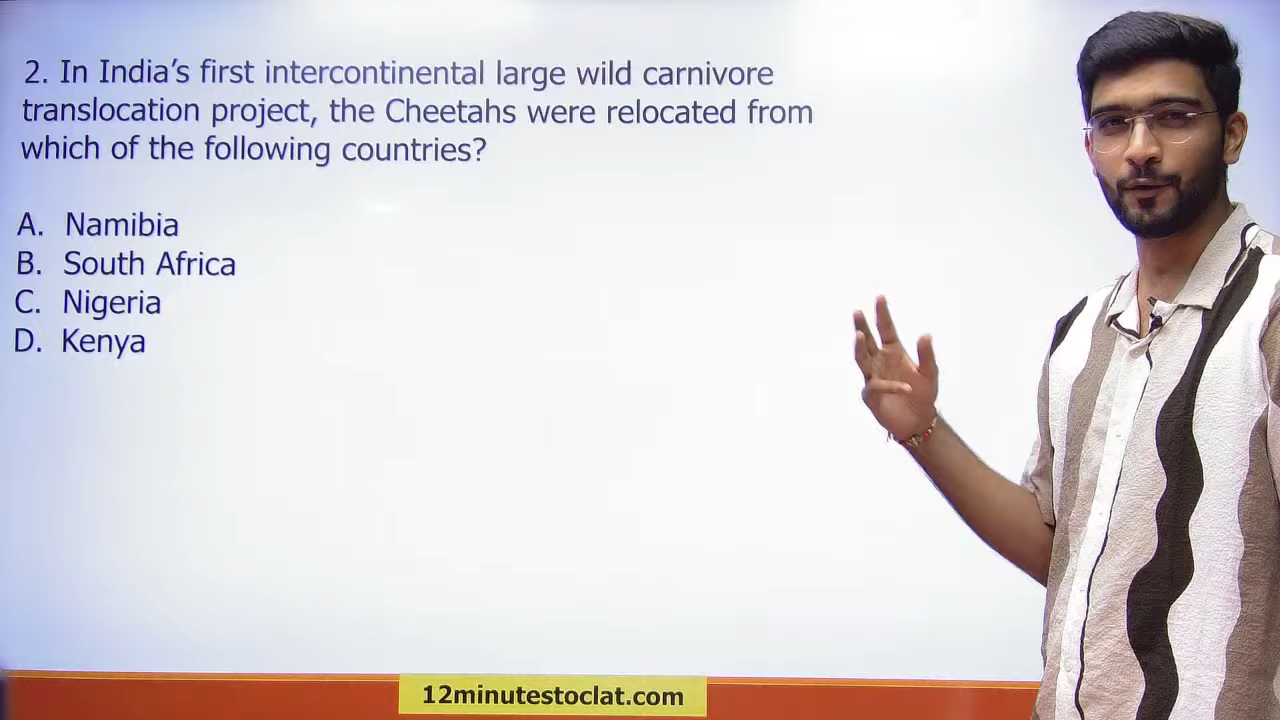 2. In India’s first intercontinental large wild carnivore
translocation project, the Cheetahs were relocated from
which of the following countries?
A. Namibia
B. South Africa
C. Nigeria
D. Kenya
12minutestoclat.com